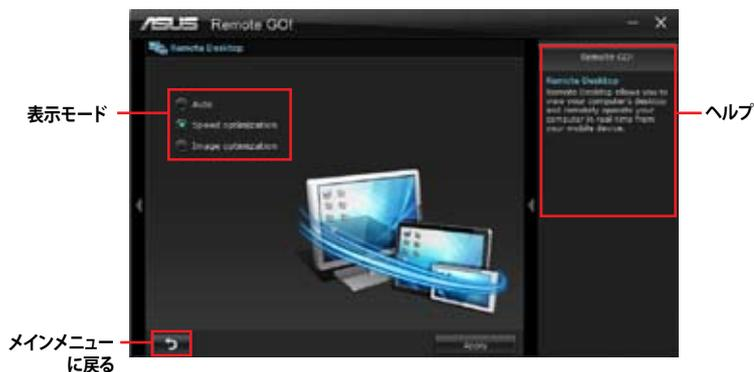 ASUS Remote GO!
Remote Desktop
Remote GO!
表示モード
Auto
Speed optimization
Image optimization
ヘルプ
Remote Desktop
Remote Desktop allows you to
view your computer's desktop
and remotely operate your
computer in real time from
your mobile device.
メインメニュー
に戻る
Apply